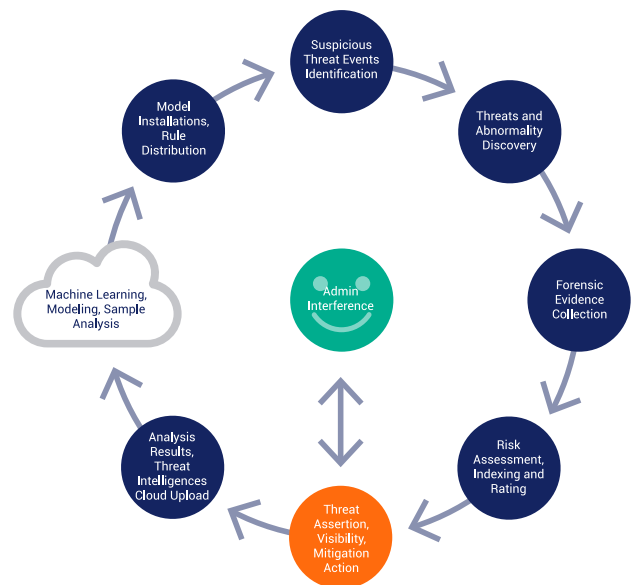 Suspicious
Threat Events
Identification
Model
Installations,
Rule
Distribution
Threats and
Abnormality
Discovery
Machine Learning,
Modeling, Sample
Analysis
Admin
Interference
Forensic
Evidence
Collection
Analysis
Results,
Threat
Intelligences
Cloud Upload
Risk
Assessment,
Indexing and
Rating
Threat
Assertion,
Visibility,
Mitigation
Action